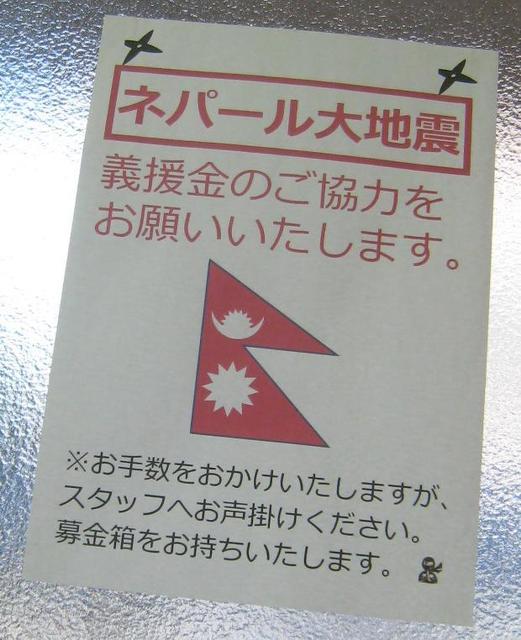 ネパール大地震
義援金のご協力を
お願いいたします。
※お手数をおかけいたしますが、
スタッフへお声掛けください。
募金箱をお持ちいたします。